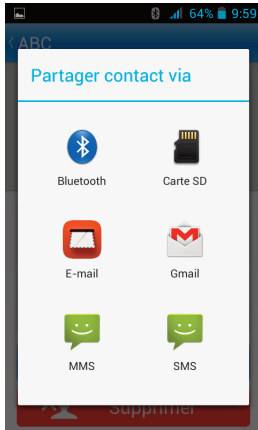 64% 9:59
ABC
Partager contact via
Bluetooth Carte SD
E-mail Gmail
MMS SMS
Supprimer